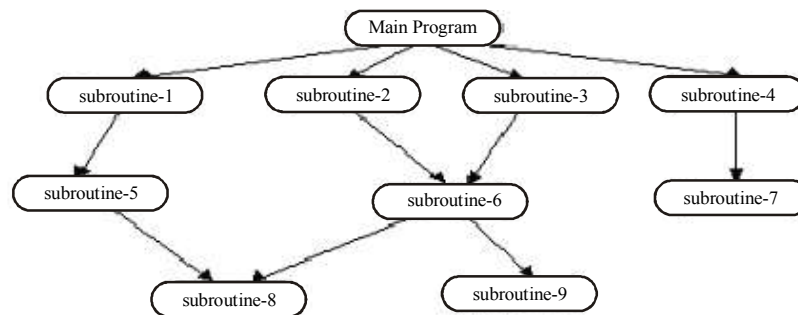 Main Program
subroutine-1
subroutine-2
subroutine-3
subroutine-4
subroutine-5
subroutine-6
subroutine-7
subroutine-8
subroutine-9